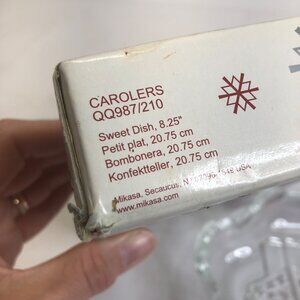 CAROLERS
QQ987/210
Sweet Dish, 8.25"
Petit plat, 20.75 cm
Bombonera, 20.75 cm
Konfektteller, 20.75 cm
Mikasa, Secaucus, USA
www.mikasa.com